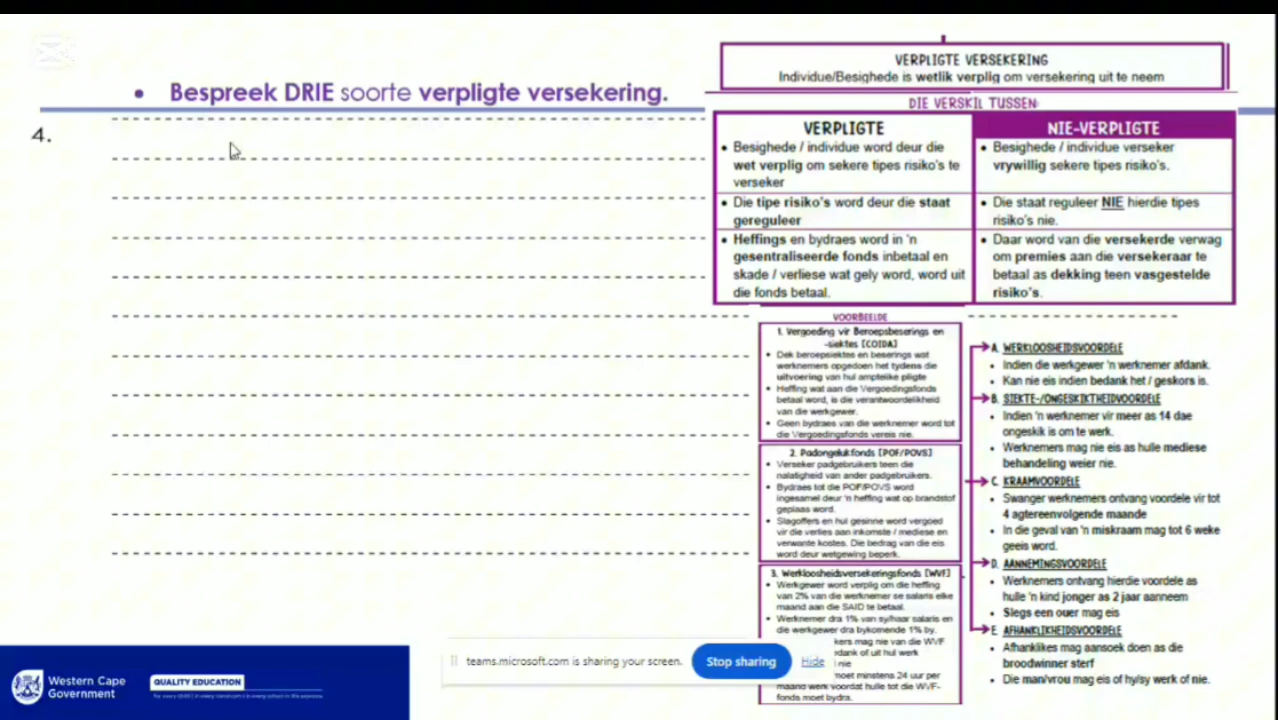 • Bespreek DRIE soorte verpligte versekering.
4.
VERPLIGTE VERSEKERING
Individue/Besighede is wetlik verplig om versekering uit te neem
DIE VERSKIL TUSSEN:
VERPLIGTE
• Besighede / individue word deur die
wet verplig om sekere tipes risiko's te
verseker
• Die tipe risiko's word deur die staat
gereguleer
• Heffings en bydraes word in 'n
gesentraliseerde fonds inbetaal en
skade / verliese wat gely word, word uit
die fonds betaal.
NIE-VERPLIGTE
• Besighede / individue verseker
vrywillig sekere tipes risiko's.
• Die staat reguleer NIE hierdie tipes
risiko's nie.
• Daar word van die versekerde verwag
om premies aan die versekeraar te
betaal as dekking teen vasgestelde
risiko's.
VOORBEELDE
1. Vergoeding vir Beroepsbeserings en
-siektes [COIDA]
• Dek beroepsiektes en beserings wat
werknemers opgedoen het tydens die
uitvoering van hul amptelike pligte
• Heffing wat aan die Vergoedingsfonds
betaal word, is die verantwoordelikheid
van die werkgewer.
• Geen bydraes van die werknemer word tot
die Vergoedingsfonds vereis nie.
2. Padongelukfonds [POF/POVS]
• Verseker padgebruikers teen die
nalatigheid van ander padgebruikers.
• Bydraes tot die POF/POVS word
ingesamel deur 'n heffing wat op brandstof
geplaas word.
• Slagoffers en hul gesinne word vergoed
vir die verlies aan inkomste / mediese en
verwante kostes. Die bedrag van die eis
word deur wetgewing beperk.
3. Werkloosheidsversekeringsfonds [WVF]
• Werkgewer word verplig om die heffing
van 2% van die werknemer se salaris elke
maand aan die SAID te betaal.
• Werknemer dra 1% van sy/haar salaris en
die werkgewer dra bykomende 1% by.
kers mag nie van die WVF
dank of uit hul werk
nie
moet minstens 24 uur per
maand werk voordat hulle tot die WVF-
fonds moet bydra.
A. WERKLOOSHEIDSVOORDELE
• Indien die werkgewer 'n werknemer afdank.
• Kan nie eis indien bedank het / geskors is.
B. SIEKTE-/ONGESKIKTHEIDVOORDELE
• Indien 'n werknemer vir meer as 14 dae
ongeskik is om te werk.
• Werknemers mag nie eis as hulle mediese
behandeling weier nie.
C. KRAAMVOORDELE
• Swanger werknemers ontvang voordele vir tot
4 agtereenvolgende maande
• In die geval van 'n miskraam mag tot 6 weke
geeis word.
D. AANNEMINGSVOORDELE
• Werknemers ontvang hierdie voordele as
hulle 'n kind jonger as 2 jaar aanneem
• Slegs een ouer mag eis
E. AFHANKLIKHEIDSVOORDELE
• Afhanklikes mag aansoek doen as die
broodwinner sterf
• Die man/vrou mag eis of hy/sy werk of nie.
teams.microsoft.com is sharing your screen.
Stop sharing
Hide
Western Cape
Government
QUALITY EDUCATION